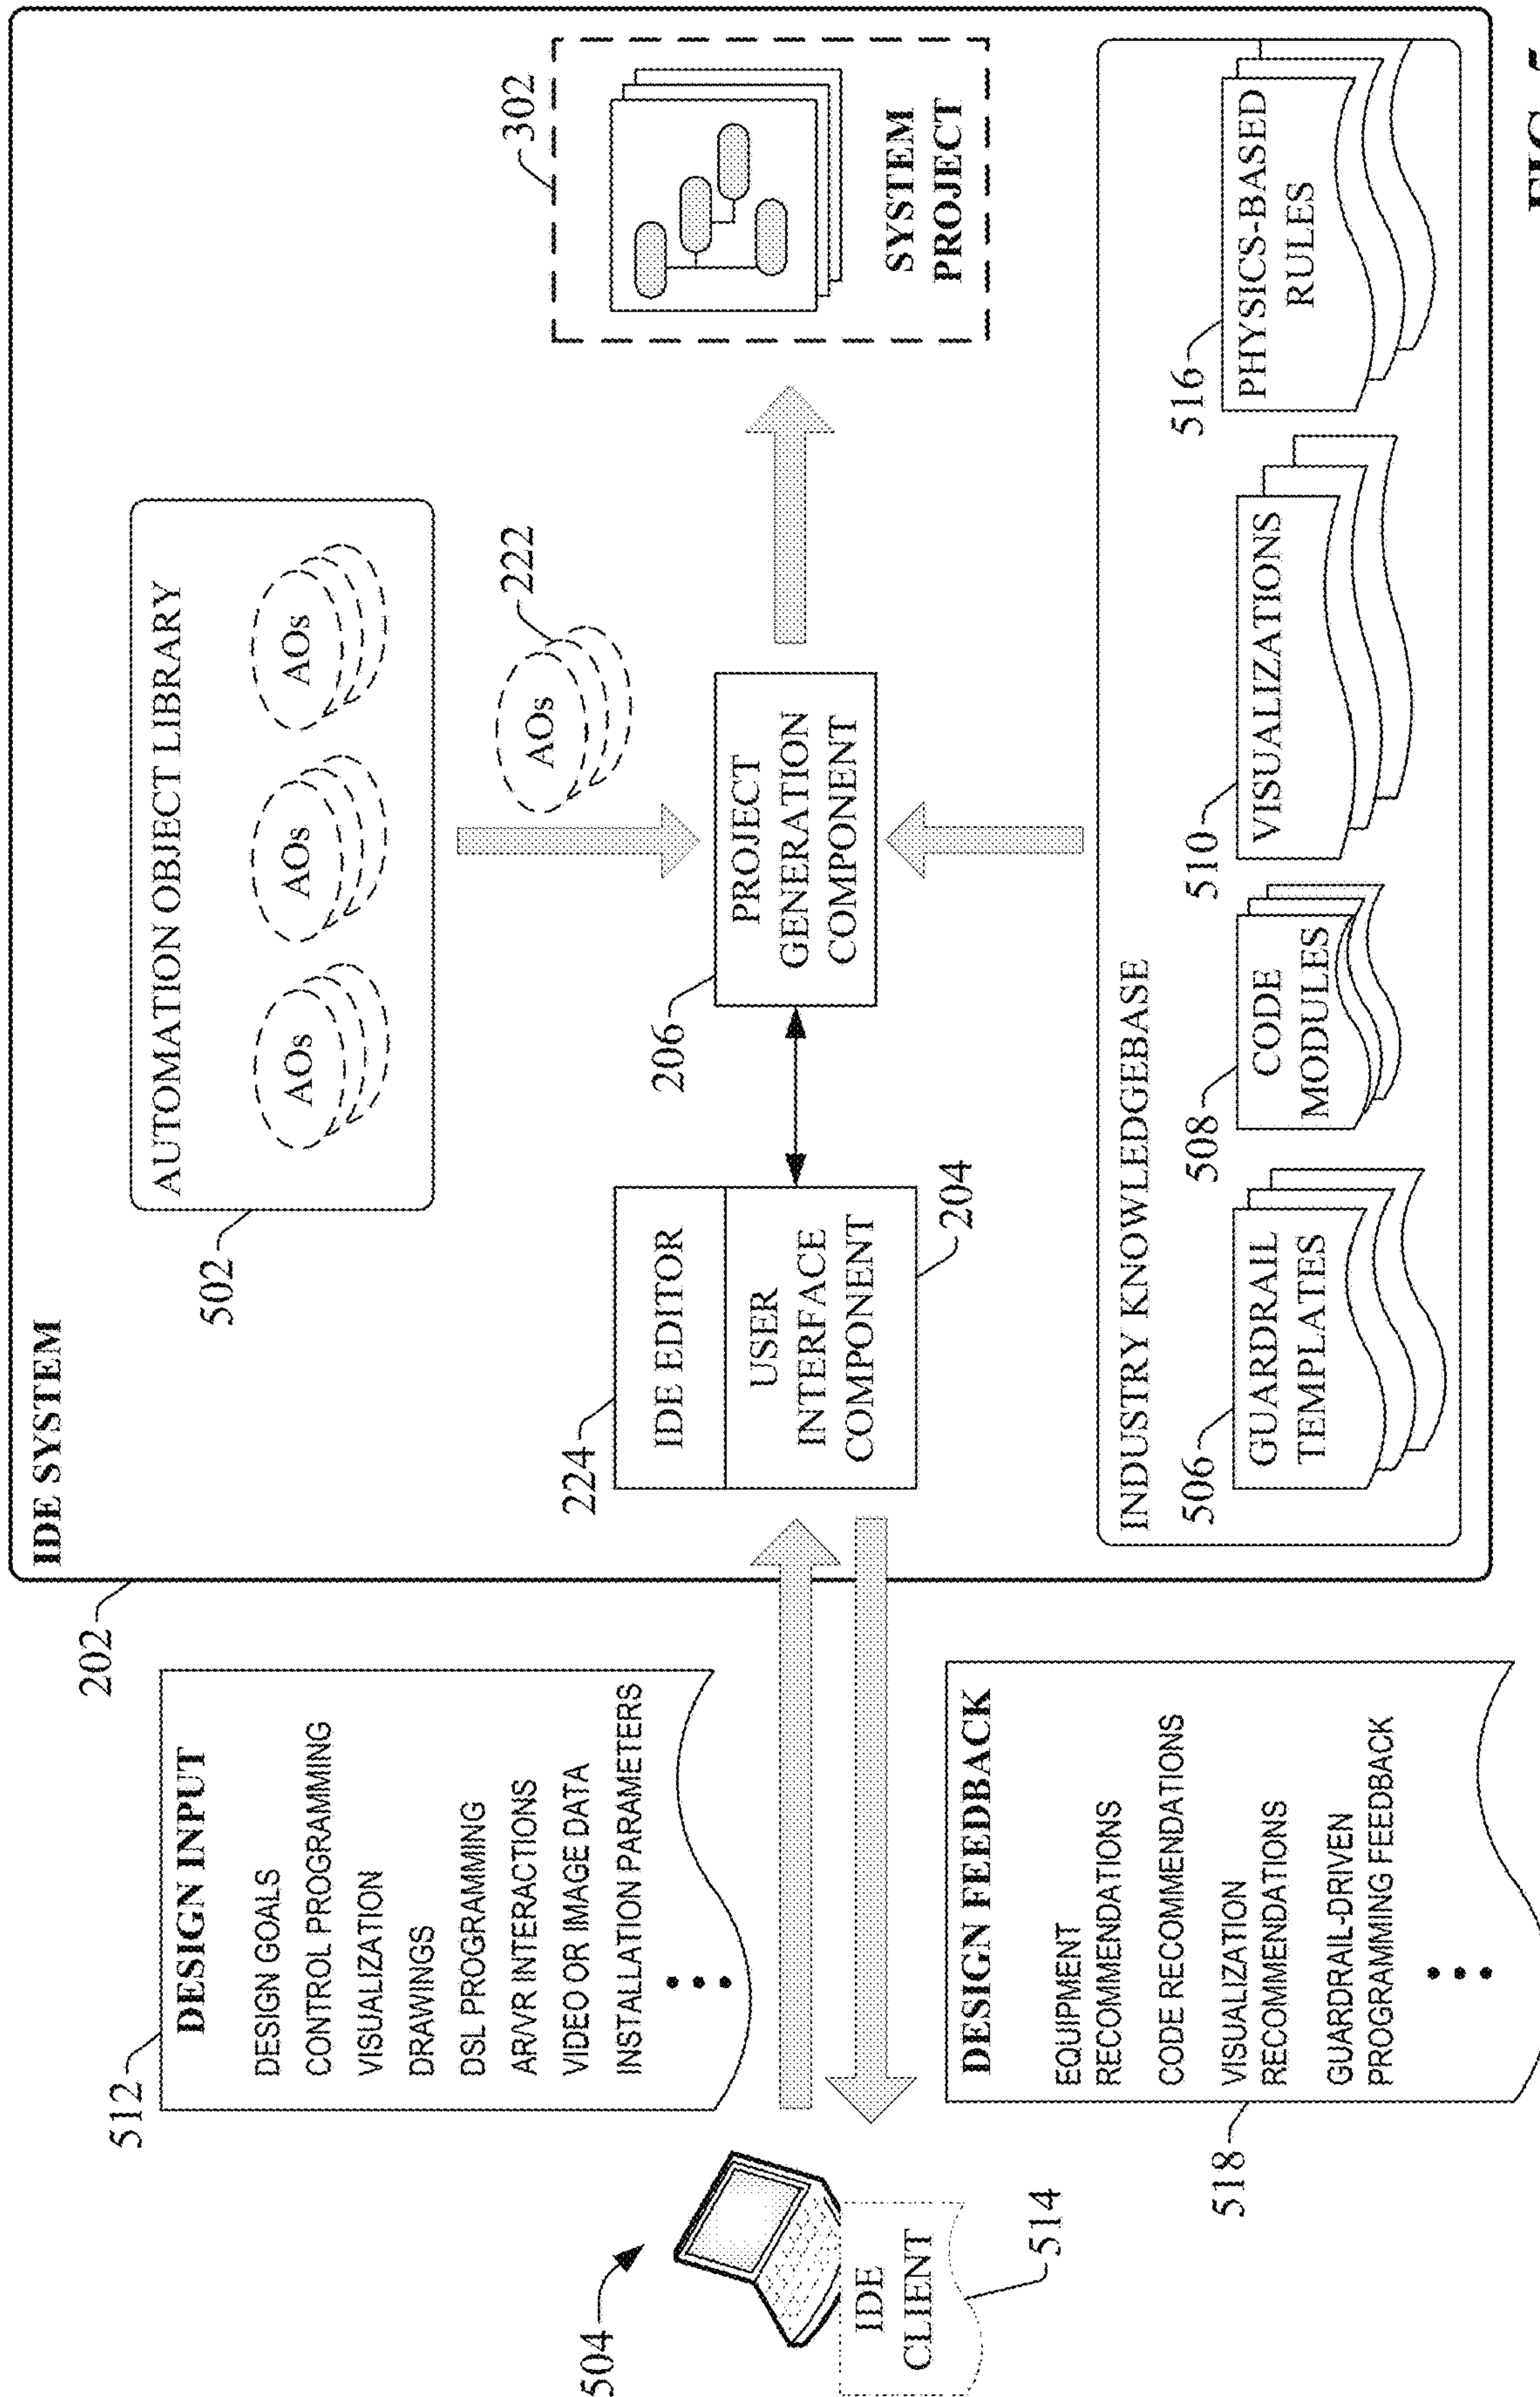 202
IDE SYSTEM
502
AUTOMATION OBJECT LIBRARY
AOs
AOs
AOs
AOs
222
302
SYSTEM
PROJECT
512
DESIGN INPUT
DESIGN GOALS
CONTROL PROGRAMMING
VISUALIZATION
DRAWINGS
DSL PROGRAMMING
AR/VR INTERACTIONS
VIDEO OR IMAGE DATA
INSTALLATION PARAMETERS
504
IDE
CLIENT
514
224
IDE EDITOR
USER
INTERFACE
COMPONENT
204
206
PROJECT
GENERATION
COMPONENT
518
DESIGN FEEDBACK
EQUIPMENT
RECOMMENDATIONS
CODE RECOMMENDATIONS
VISUALIZATION
RECOMMENDATIONS
GUARDRAIL-DRIVEN
PROGRAMMING FEEDBACK
INDUSTRY KNOWLEDGEBASE
506
GUARDRAIL
TEMPLATES
508
CODE
MODULES
510
VISUALIZATIONS
516
PHYSICS-BASED
RULES